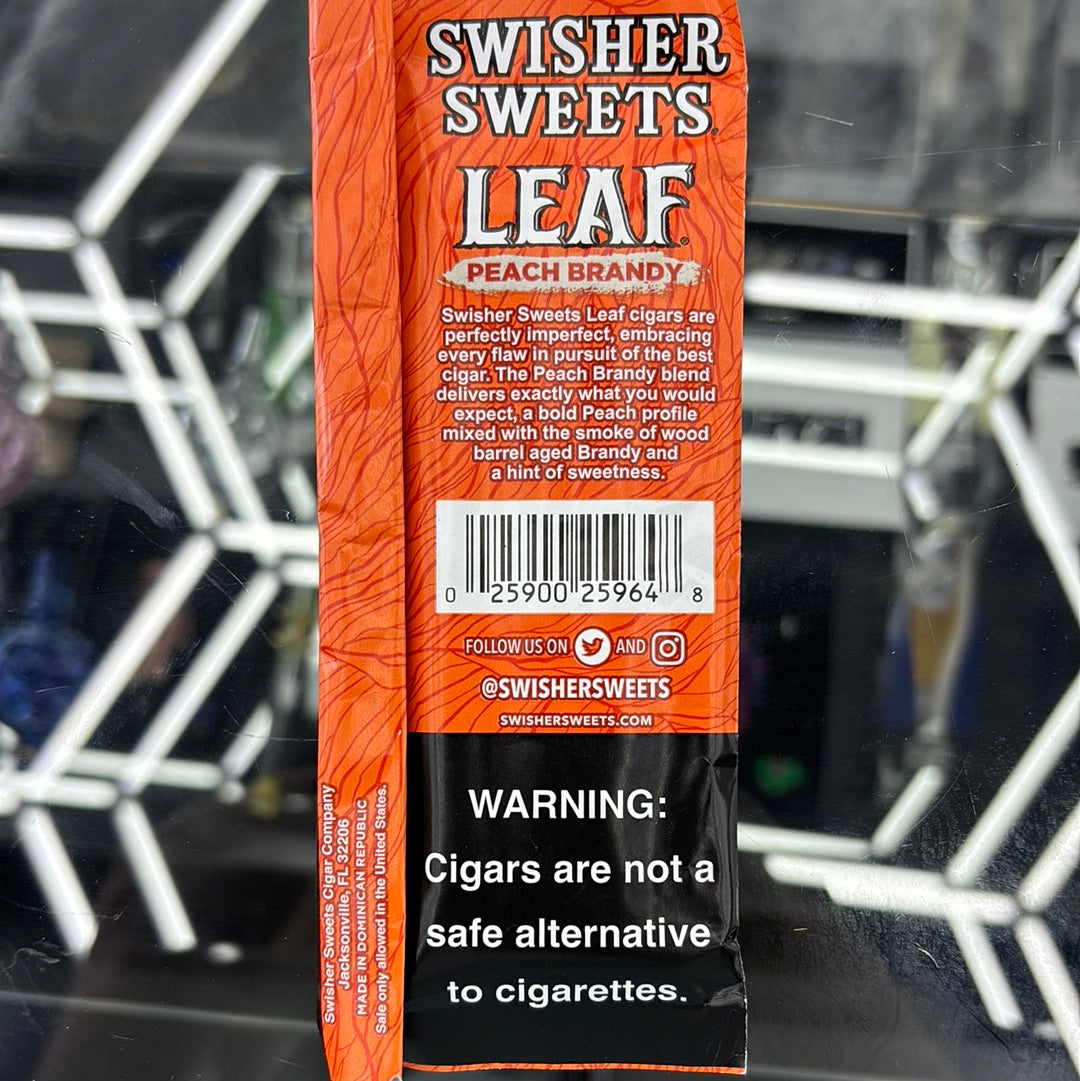 SWISHER
SWEETS
LEAF
PEACH BRANDY
Swisher Sweets Leaf cigars are
perfectly imperfect, embracing
every flaw in pursuit of the best
cigar. The Peach Brandy blend
delivers exactly what you would
expect, a bold Peach profile
mixed with the smoke of wood
barrel aged Brandy and
a hint of sweetness.
0 25900 25964 8
FOLLOW US ON AND
@SWISHERSWEETS
SWISHERSWEETS.COM
WARNING:
Cigars are not a
safe alternative
to cigarettes.
Swisher Sweets Cigar Company
Jacksonville, FL 32206
MADE IN DOMINICAN REPUBLIC
Sale only allowed in the United States.